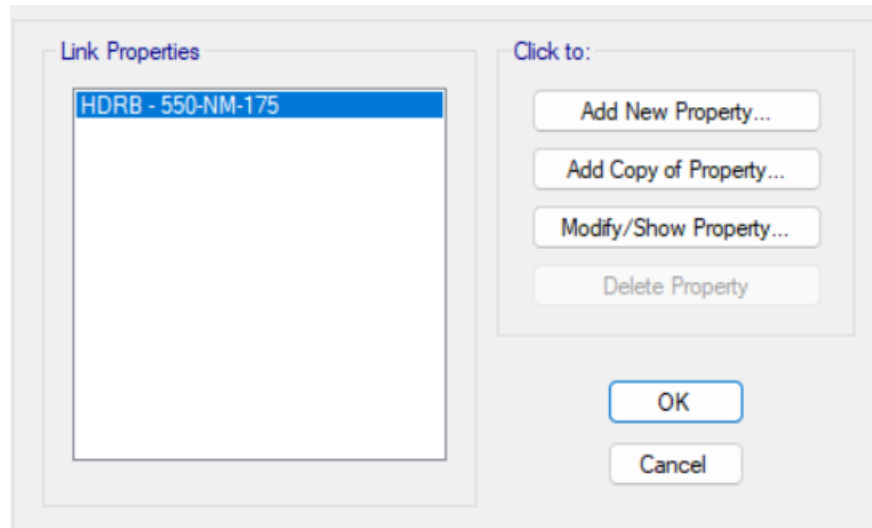 Link Properties
HDRB - 550-NM-175
Click to:
Add New Property...
Add Copy of Property...
Modify/Show Property...
Delete Property
OK
Cancel